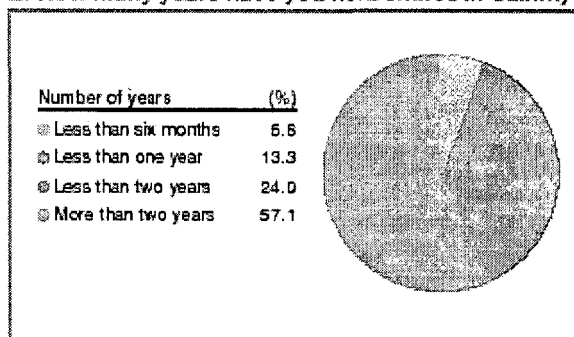 Number of years (%)
Less than six months 5.6
Less than one year 13.3
Less than two years 24.0
More than two years 57.1